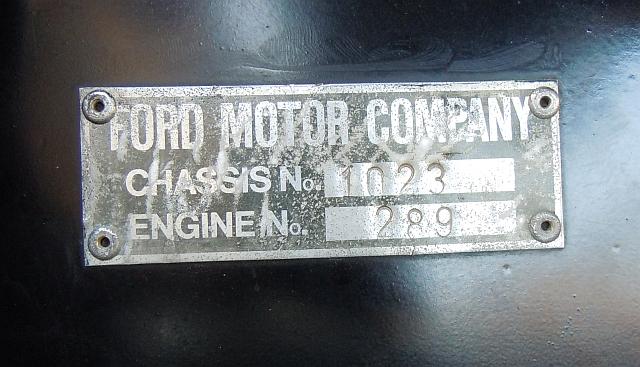 FORD MOTOR COMPANY
CHASSIS No. 1023
ENGINE No. 289